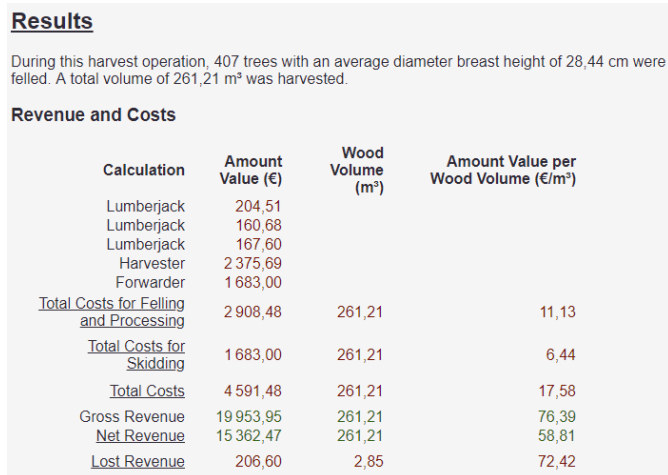 Results
During this harvest operation, 407 trees with an average diameter breast height of 28,44 cm were
felled. A total volume of 261,21 m³ was harvested.
Revenue and Costs
Calculation Amount Value (€) Wood Volume (m³) Amount Value per Wood Volume (€/m³)
Lumberjack 204,51
Lumberjack 160,68
Lumberjack 167,60
Harvester 2 375,69
Forwarder 1 683,00
Total Costs for Felling and Processing 2 908,48 261,21 11,13
Total Costs for Skidding 1 683,00 261,21 6,44
Total Costs 4 591,48 261,21 17,58
Gross Revenue 19 953,95 261,21 76,39
Net Revenue 15 362,47 261,21 58,81
Lost Revenue 206,60 2,85 72,42